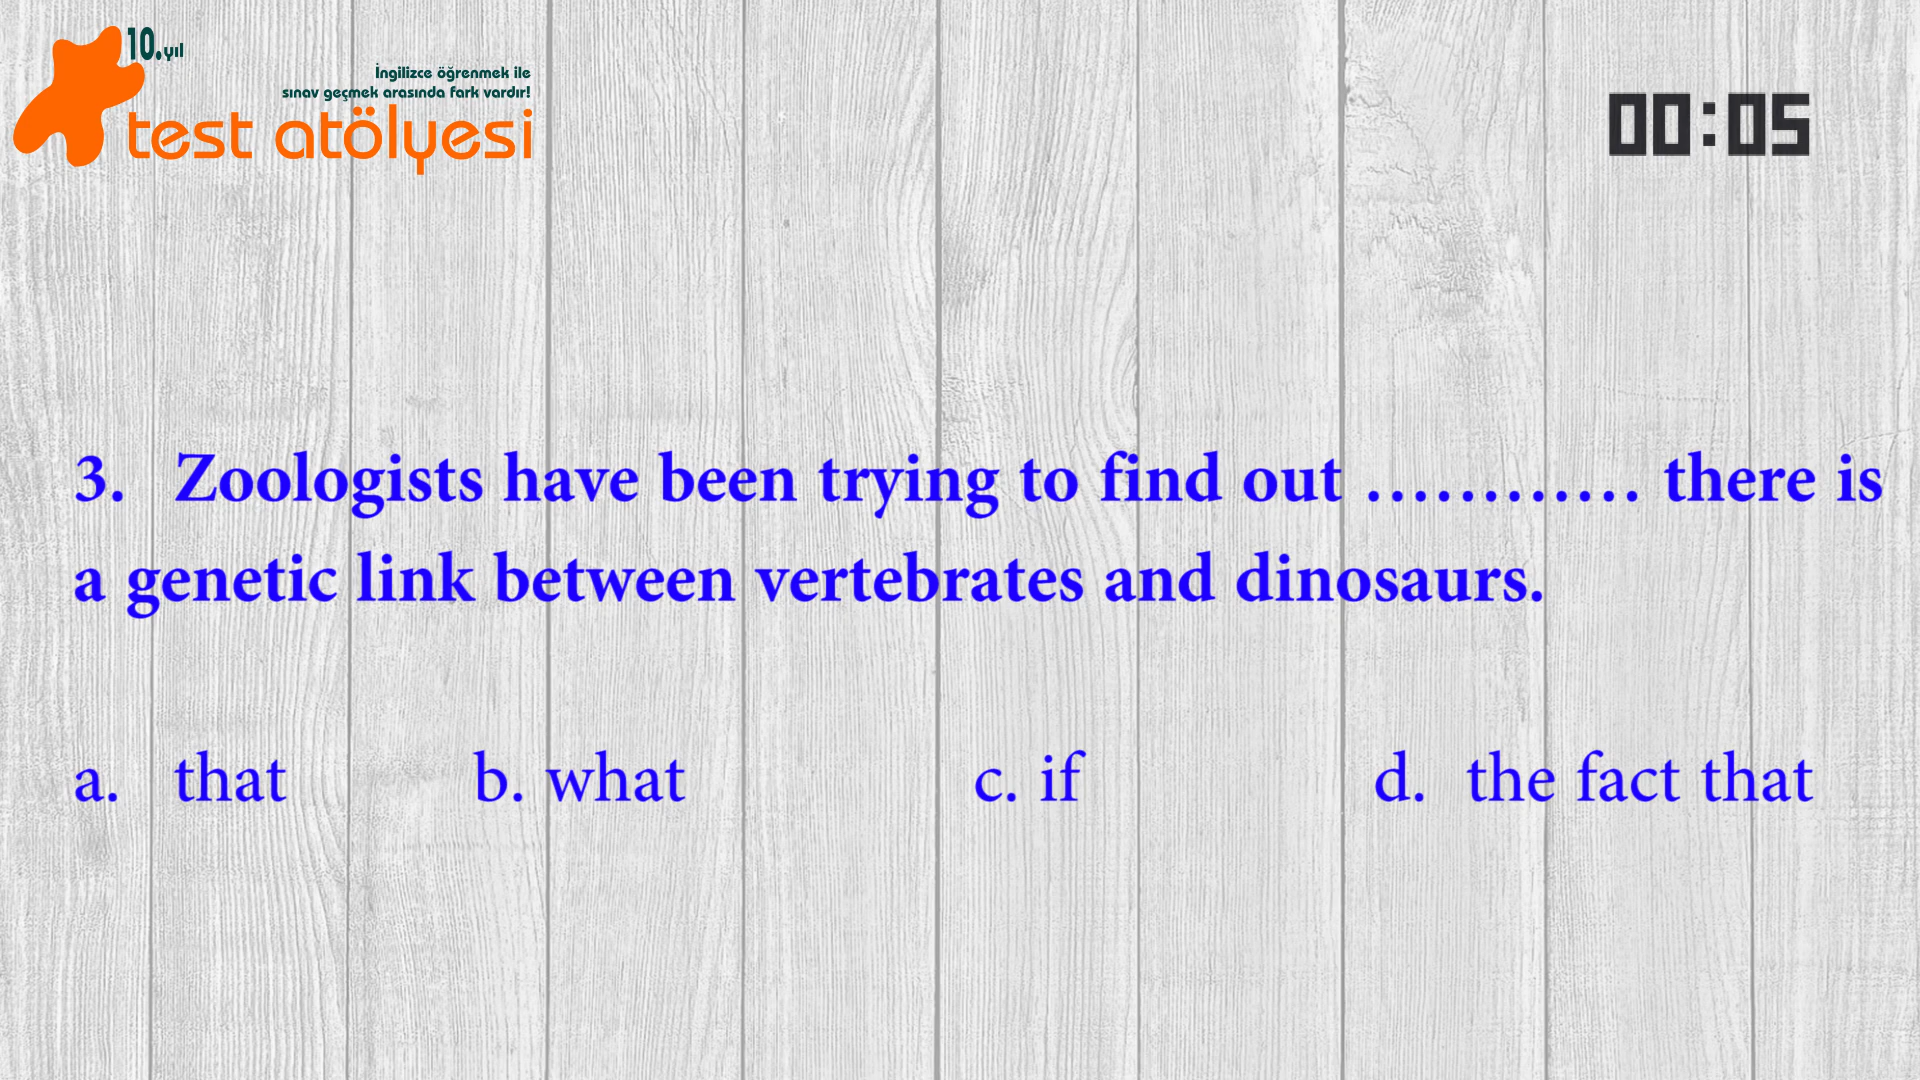 10.yıl
İngilizce öğrenmek ile
sınav geçmek arasında fark vardır!
test atölyesi
00:05
3. Zoologists have been trying to find out ………… there is
a genetic link between vertebrates and dinosaurs.
a. that b. what c. if d. the fact that